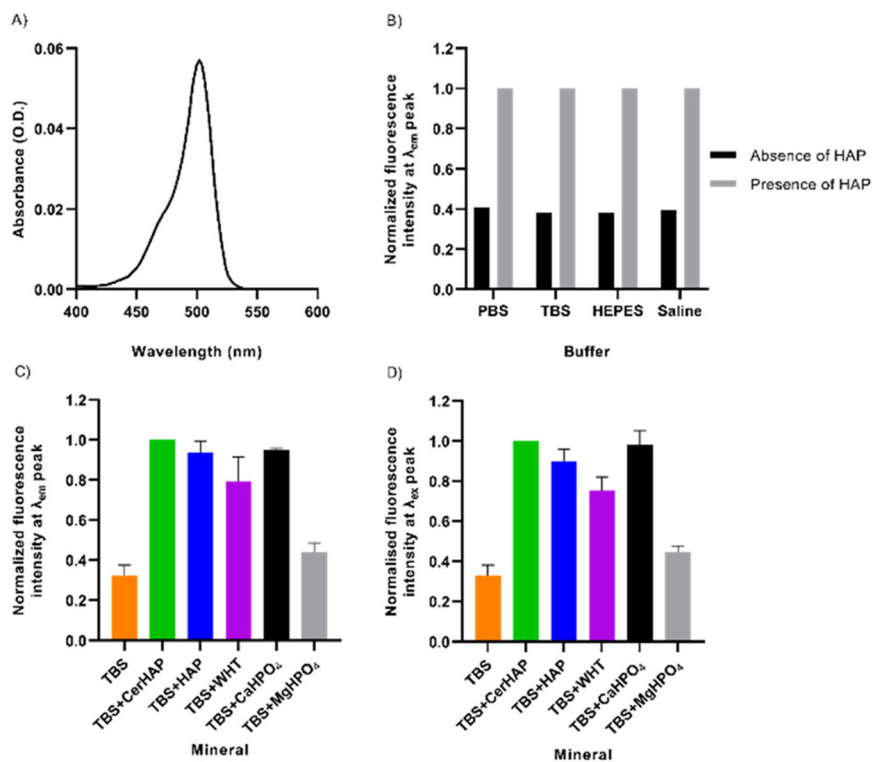 A)
0.06
0.04
0.02
0.00
Absorbance (O.D.)
400 450 500 550 600
Wavelength (nm)
B)
1.2
1.0
0.8
0.6
0.4
0.2
0.0
Normalized fluorescence
intensity at λem peak
PBS TBS HEPES Saline
Buffer
Absence of HAP
Presence of HAP
C)
1.2
1.0
0.8
0.6
0.4
0.2
0.0
Normalized fluorescence
intensity at λem peak
TBS
TBS+CerHAP
TBS+HAP
TBS+WHT
TBS+CaHPO₄
TBS+MgHPO₄
Mineral
D)
1.2
1.0
0.8
0.6
0.4
0.2
0.0
Normalised fluorescence
intensity at λex peak
TBS
TBS+CerHAP
TBS+HAP
TBS+WHT
TBS+CaHPO₄
TBS+MgHPO₄
Mineral